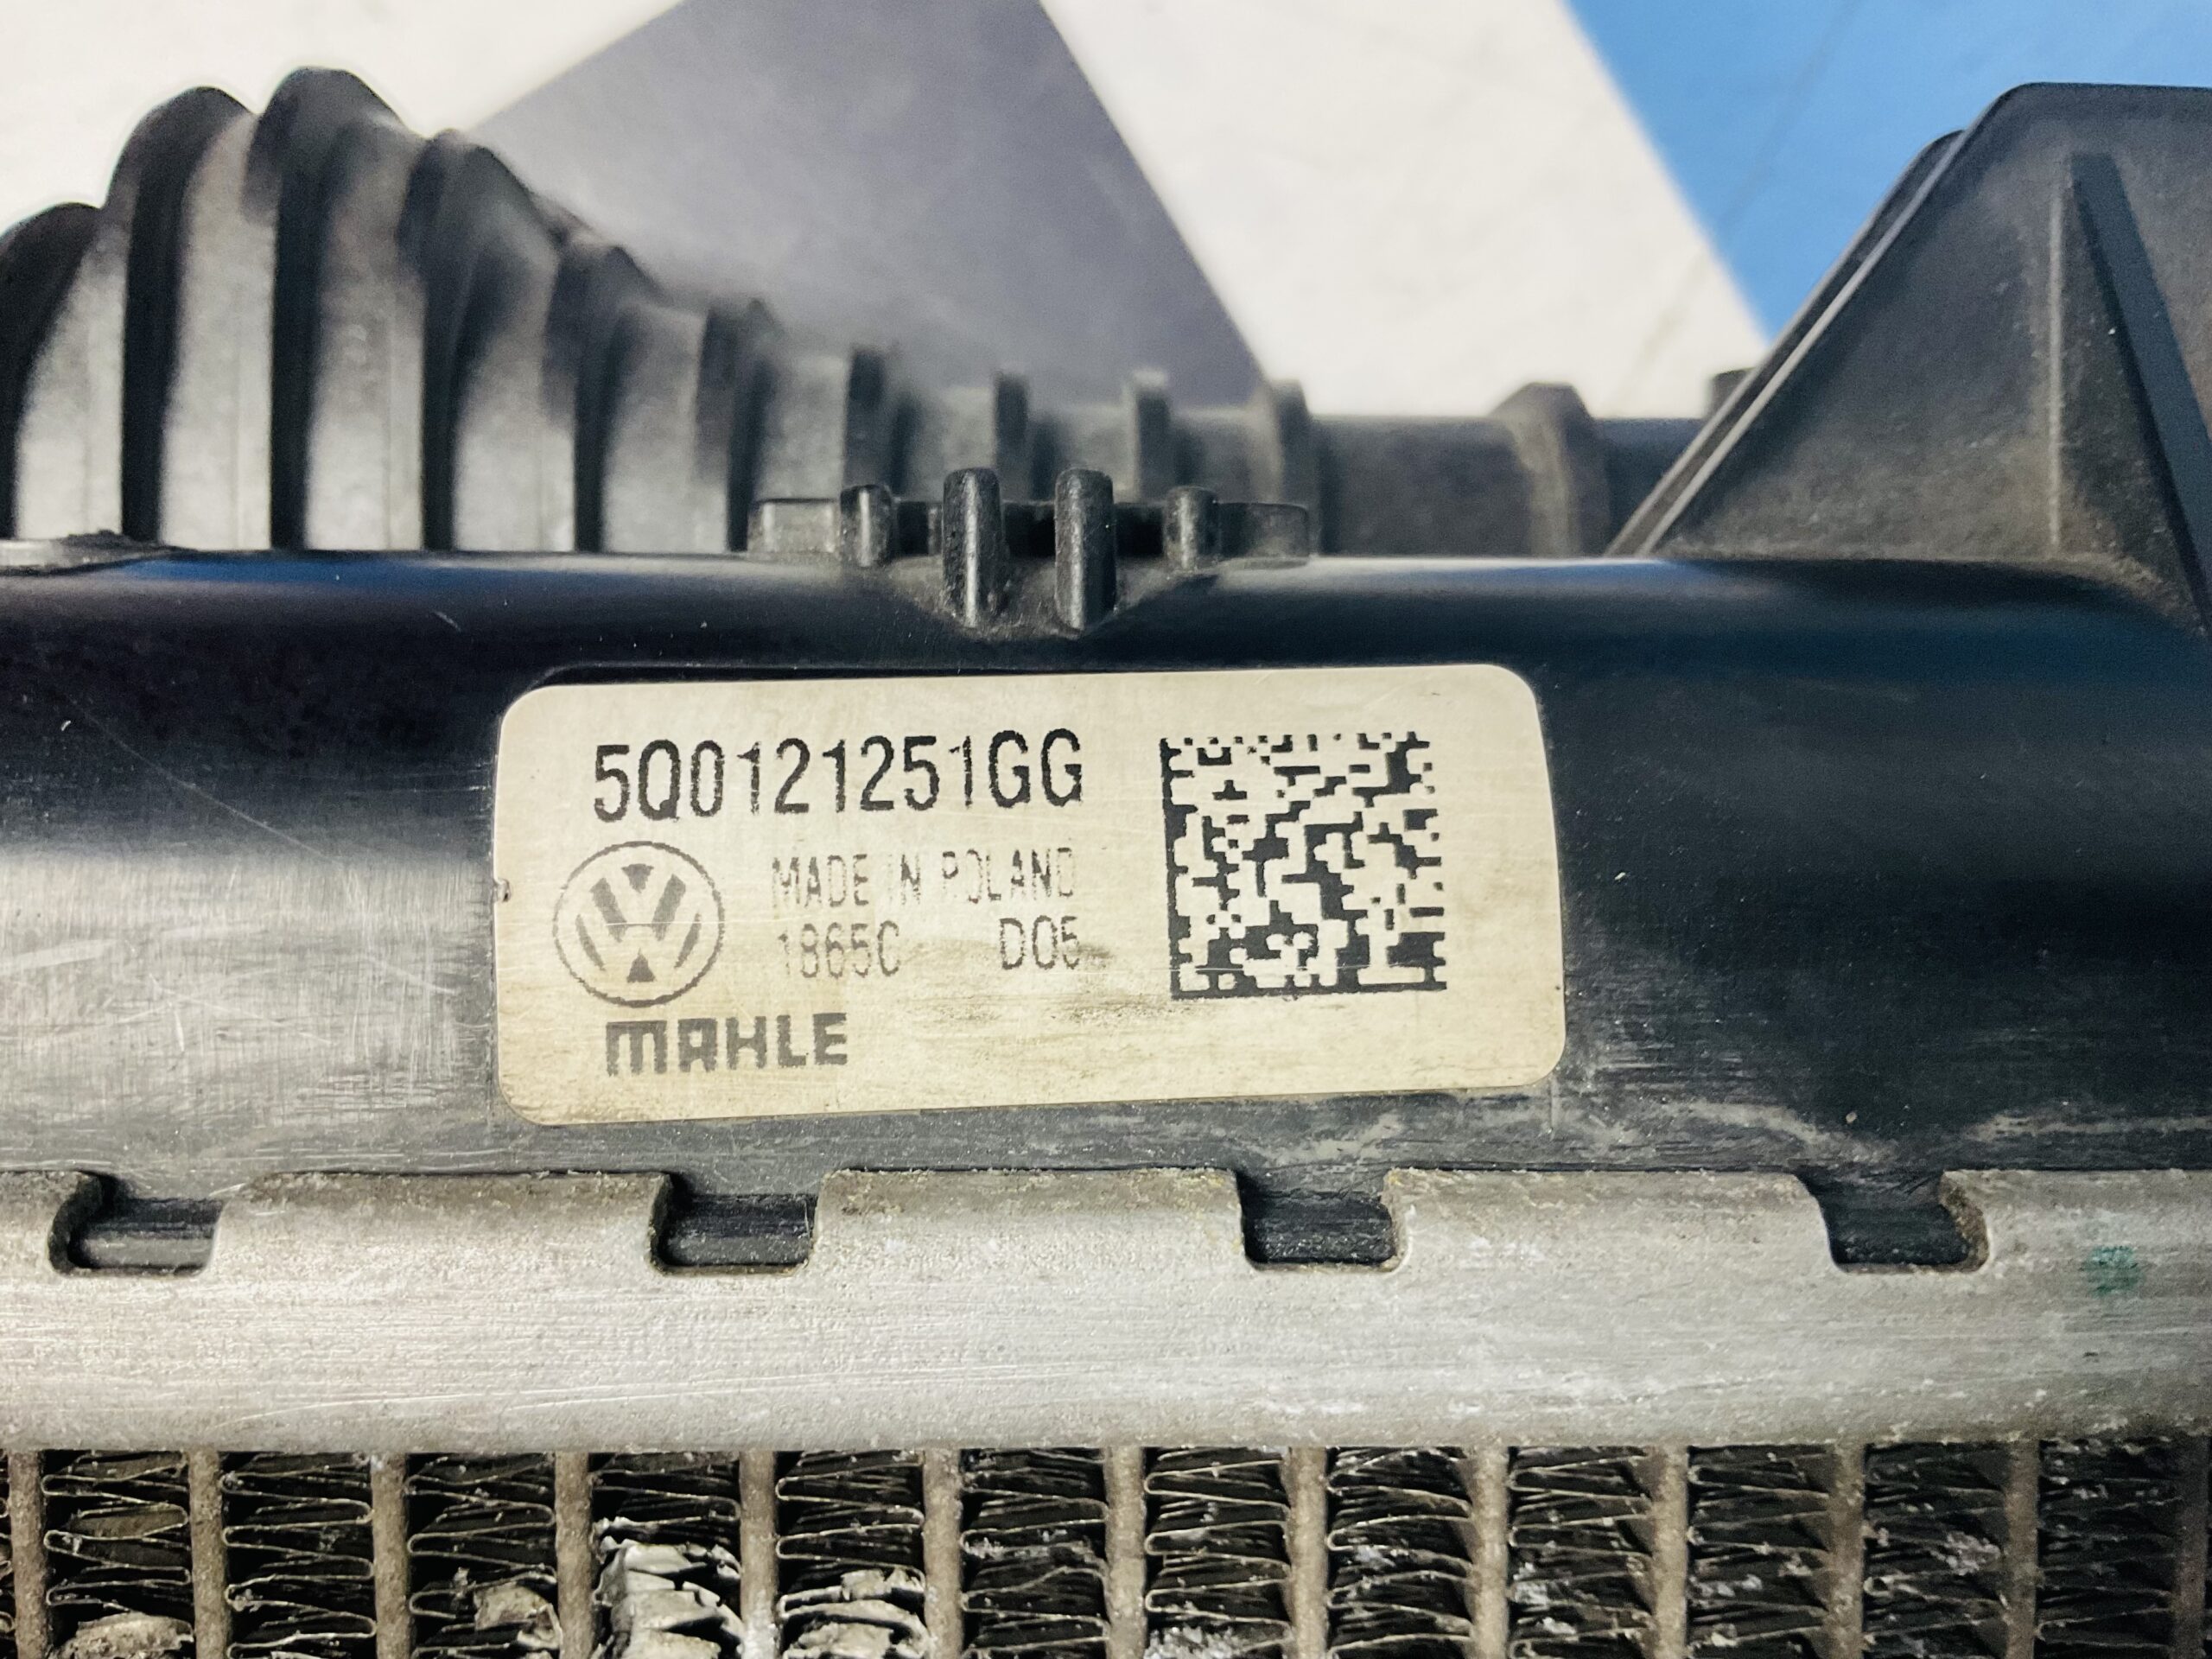 5Q0121251GG
MADE IN POLAND
1865C D05
MAHLE